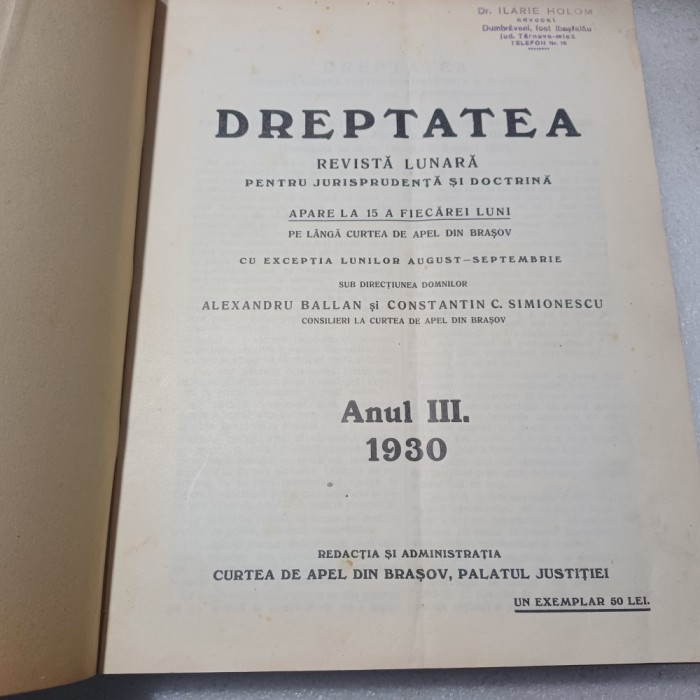 Dr. ILARIE HOLOM
advocat
Dumbrăveni, fost Ibașfalău
jud. Târnava-mică
TELEFON Nr. 16
DREPTATEA
REVISTĂ LUNARĂ
PENTRU JURISPRUDENȚĂ ȘI DOCTRINĂ
APARE LA 15 A FIECĂREI LUNI
PE LÂNGĂ CURTEA DE APEL DIN BRAȘOV
CU EXCEPTIA LUNILOR AUGUST—SEPTEMBRIE
SUB DIRECȚIUNEA DOMNILOR
ALEXANDRU BALLAN și CONSTANTIN C. SIMIONESCU
CONSILIERI LA CURTEA DE APEL DIN BRAȘOV
Anul III.
1930
REDACȚIA ȘI ADMINISTRAȚIA
CURTEA DE APEL DIN BRAȘOV, PALATUL JUSTIȚIEI
UN EXEMPLAR 50 LEI.